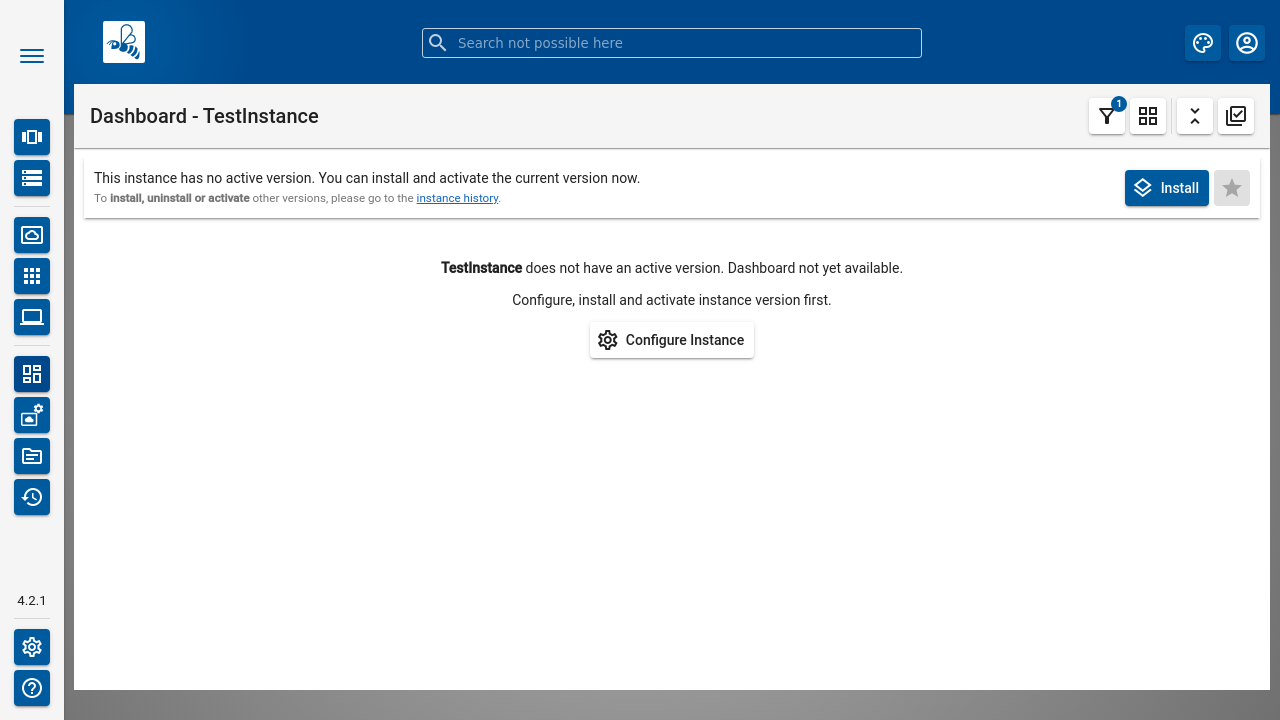 Search not possible here
Dashboard - TestInstance
1
This instance has no active version. You can install and activate the current version now.
To install, uninstall or activate other versions, please go to the instance history.
Install
TestInstance does not have an active version. Dashboard not yet available.
Configure, install and activate instance version first.
Configure Instance
4.2.1